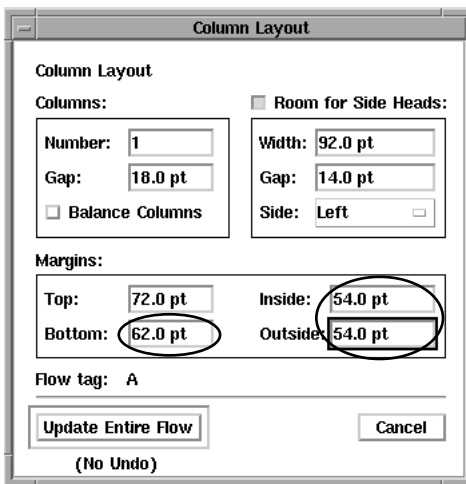 Column Layout
Column Layout
Columns:
Number: 1
Gap: 18.0 pt
Balance Columns
Room for Side Heads:
Width: 92.0 pt
Gap: 14.0 pt
Side: Left
Margins:
Top: 72.0 pt Inside: 54.0 pt
Bottom: 62.0 pt Outside: 54.0 pt
Flow tag: A
Update Entire Flow Cancel
(No Undo)